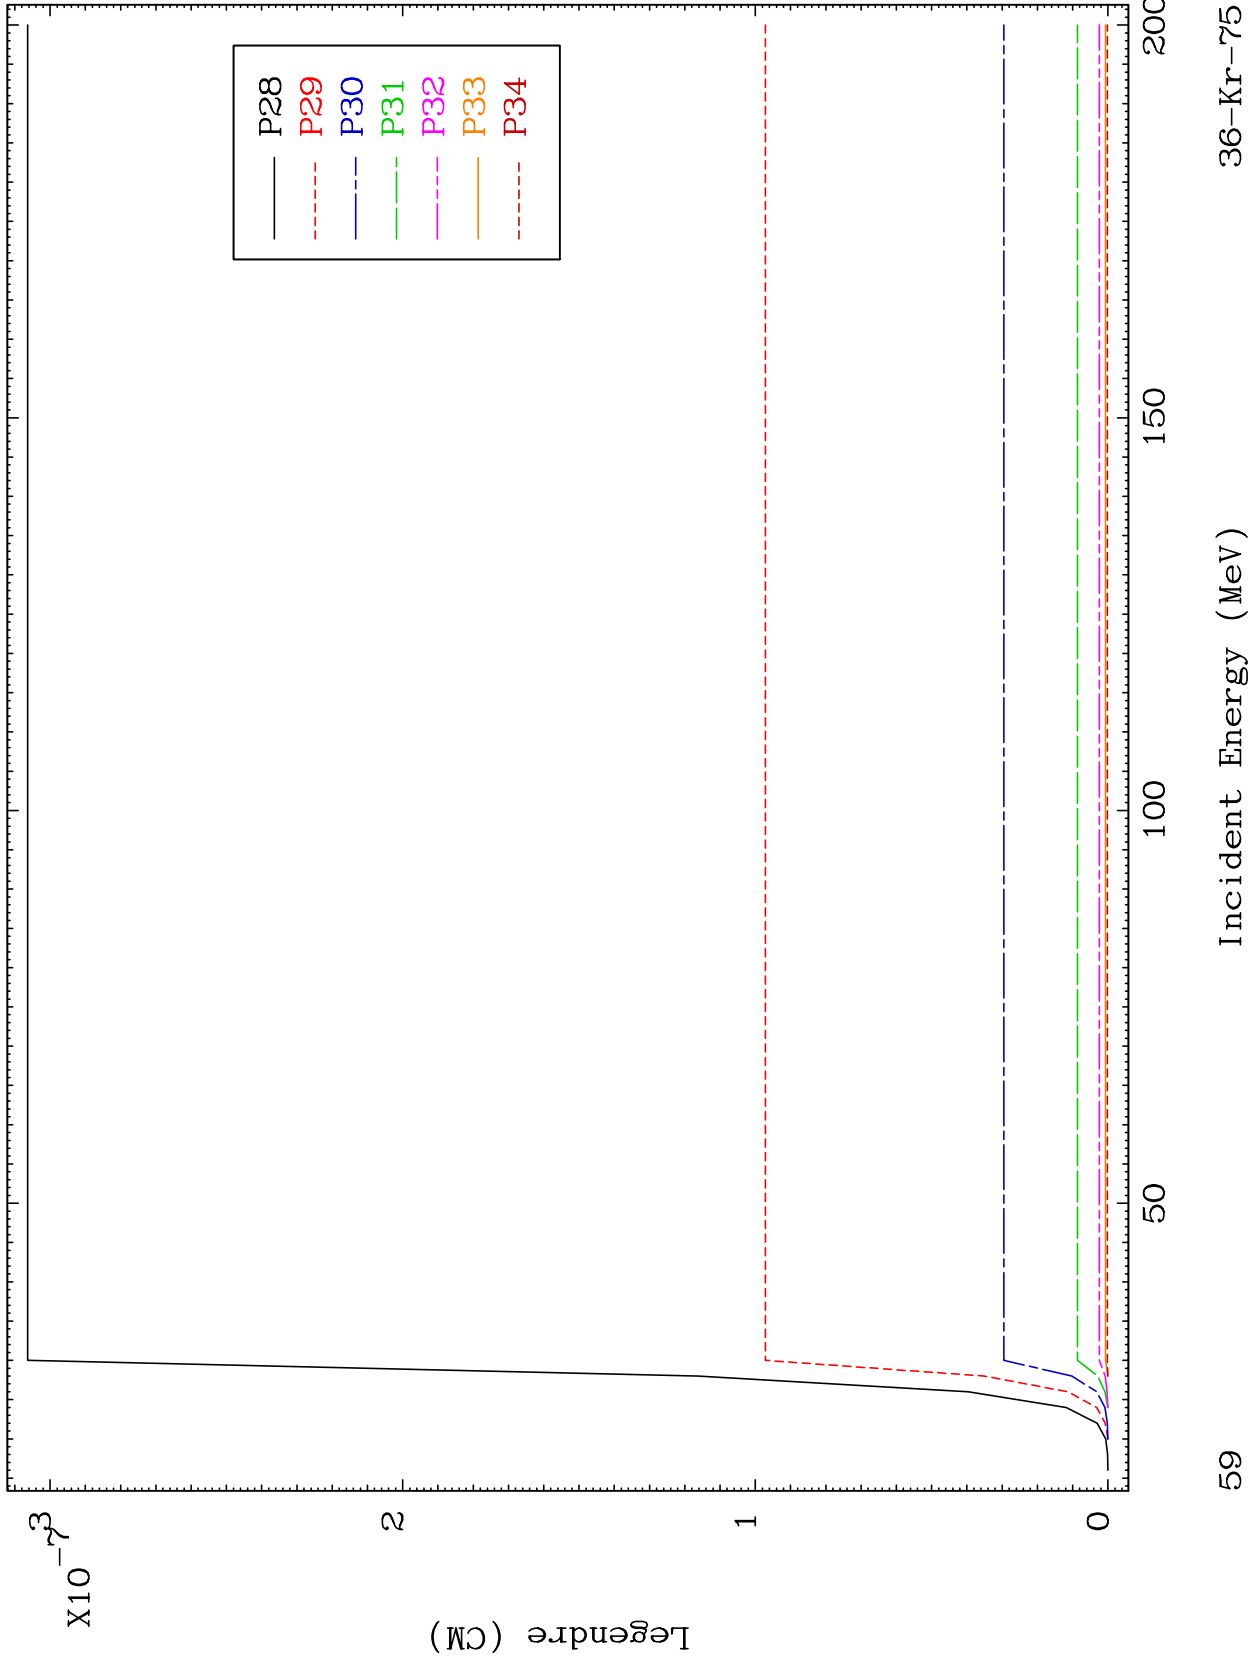 X10
-7
3
2
1
0
Legendre (CM)
P28
P29
P30
P31
P32
P33
P34
50
100
150
200
Incident Energy (MeV)
59
36-Kr-75